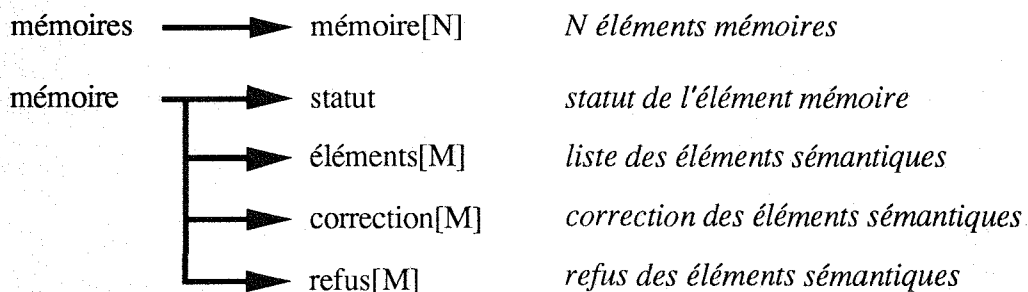 mémoires mémoire[N] N éléments mémoires
mémoire statut statut de l'élément mémoire
éléments[M] liste des éléments sémantiques
correction[M] correction des éléments sémantiques
refus[M] refus des éléments sémantiques